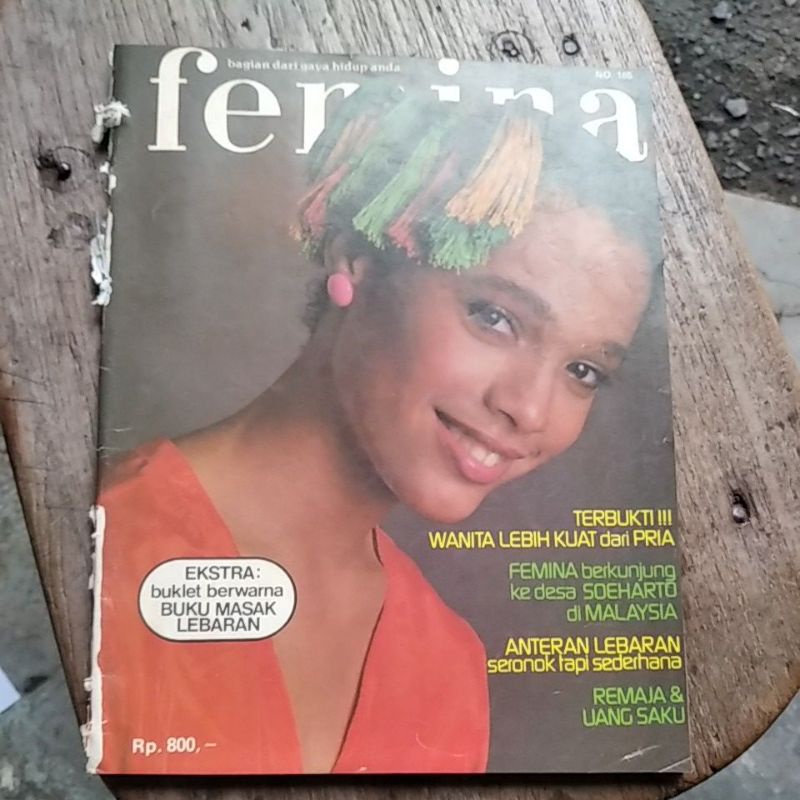 bagian dari gaya hidup anda
NO. 185
femina
TERBUKTI !!!
WANITA LEBIH KUAT dari PRIA
FEMINA berkunjung
ke desa SOEHARTO
di MALAYSIA
ANTERAN LEBARAN
seronok tapi sederhana
REMAJA &
UANG SAKU
EKSTRA:
buklet berwarna
BUKU MASAK
LEBARAN
Rp. 800,-